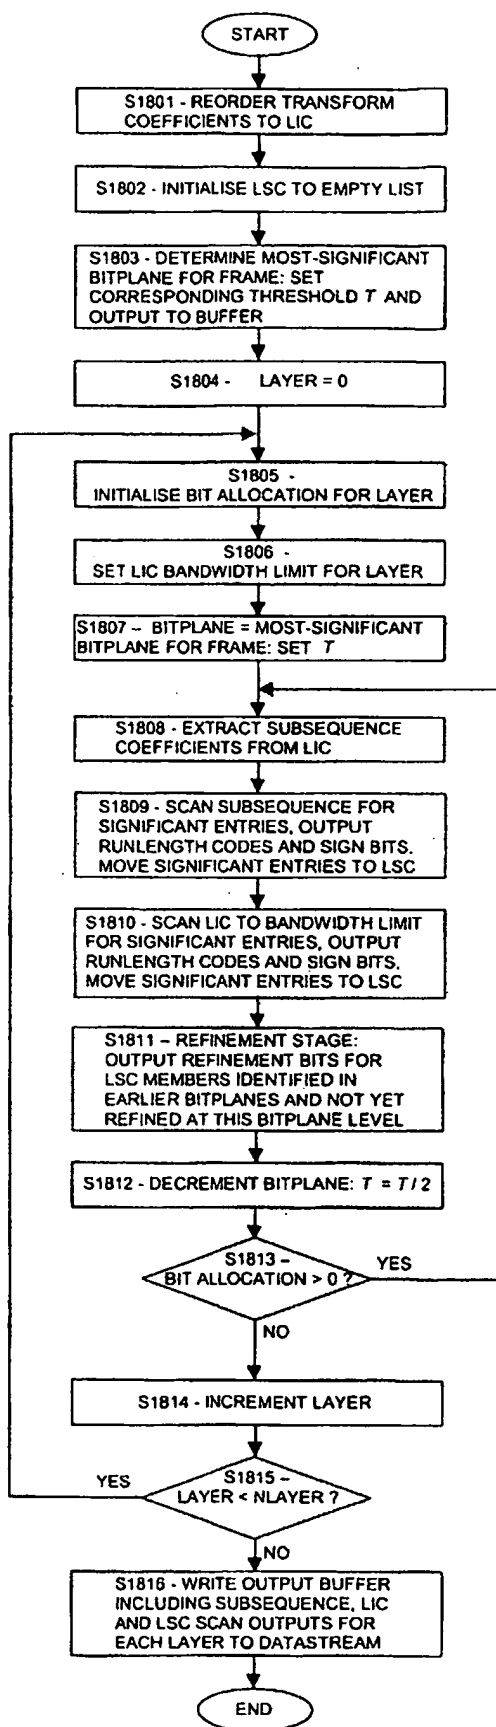 START
S1801 - REORDER TRANSFORM
COEFFICIENTS TO LIC
S1802 - INITIALISE LSC TO EMPTY LIST
S1803 - DETERMINE MOST-SIGNIFICANT
BITPLANE FOR FRAME: SET
CORRESPONDING THRESHOLD T AND
OUTPUT TO BUFFER
S1804 - LAYER = 0
S1805 -
INITIALISE BIT ALLOCATION FOR LAYER
S1806 -
SET LIC BANDWIDTH LIMIT FOR LAYER
S1807 – BITPLANE = MOST-SIGNIFICANT
BITPLANE FOR FRAME: SET T
S1808 - EXTRACT SUBSEQUENCE
COEFFICIENTS FROM LIC
S1809 - SCAN SUBSEQUENCE FOR
SIGNIFICANT ENTRIES, OUTPUT
RUNLENGTH CODES AND SIGN BITS.
MOVE SIGNIFICANT ENTRIES TO LSC
S1810 - SCAN LIC TO BANDWIDTH LIMIT
FOR SIGNIFICANT ENTRIES, OUTPUT
RUNLENGTH CODES AND SIGN BITS.
MOVE SIGNIFICANT ENTRIES TO LSC
S1811 – REFINEMENT STAGE:
OUTPUT REFINEMENT BITS FOR
LSC MEMBERS IDENTIFIED IN
EARLIER BITPLANES AND NOT YET
REFINED AT THIS BITPLANE LEVEL
S1812 - DECREMENT BITPLANE: T = T / 2
S1813 –
BIT ALLOCATION > 0 ?
YES
NO
S1814 - INCREMENT LAYER
S1815 –
LAYER < NLAYER ?
YES
NO
S1816 - WRITE OUTPUT BUFFER
INCLUDING SUBSEQUENCE, LIC
AND LSC SCAN OUTPUTS FOR
EACH LAYER TO DATASTREAM
END